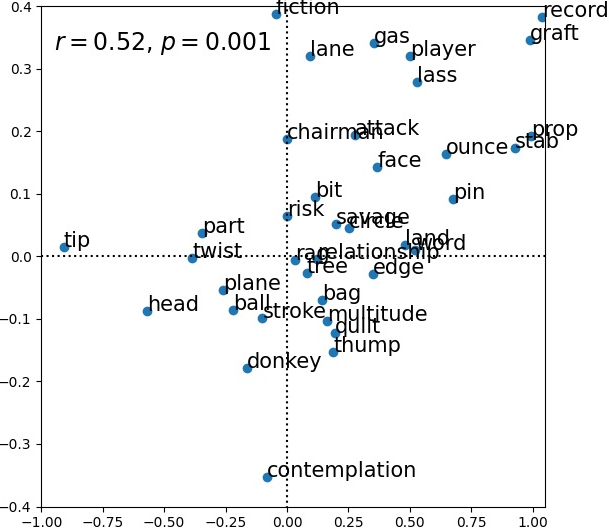 0.4
fiction
record
graft
r = 0.52, p = 0.001
lane
gas
player
0.3
lass
0.2
chairman
attack
prop
stab
ounce
face
0.1
bit
pin
risk
savage
circle
part
tip
land
word
0.0
twist
rag
relationship
tree
edge
plane
bag
−0.1
head
ball
stroke
multitude
quilt
thump
donkey
−0.2
−0.3
contemplation
−0.4
−1.00 −0.75 −0.50 −0.25 0.00 0.25 0.50 0.75 1.00